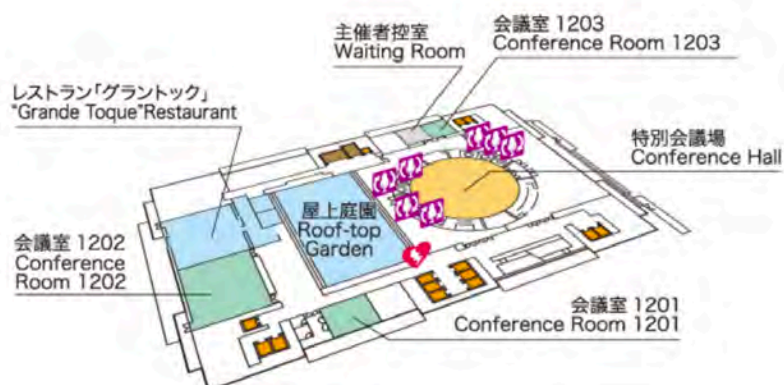 主催者控室
Waiting Room
会議室 1203
Conference Room 1203
レストラン「グラントック」
"Grande Toque"Restaurant
特別会議場
Conference Hall
屋上庭園
Roof-top
Garden
会議室 1202
Conference
Room 1202
会議室 1201
Conference Room 1201